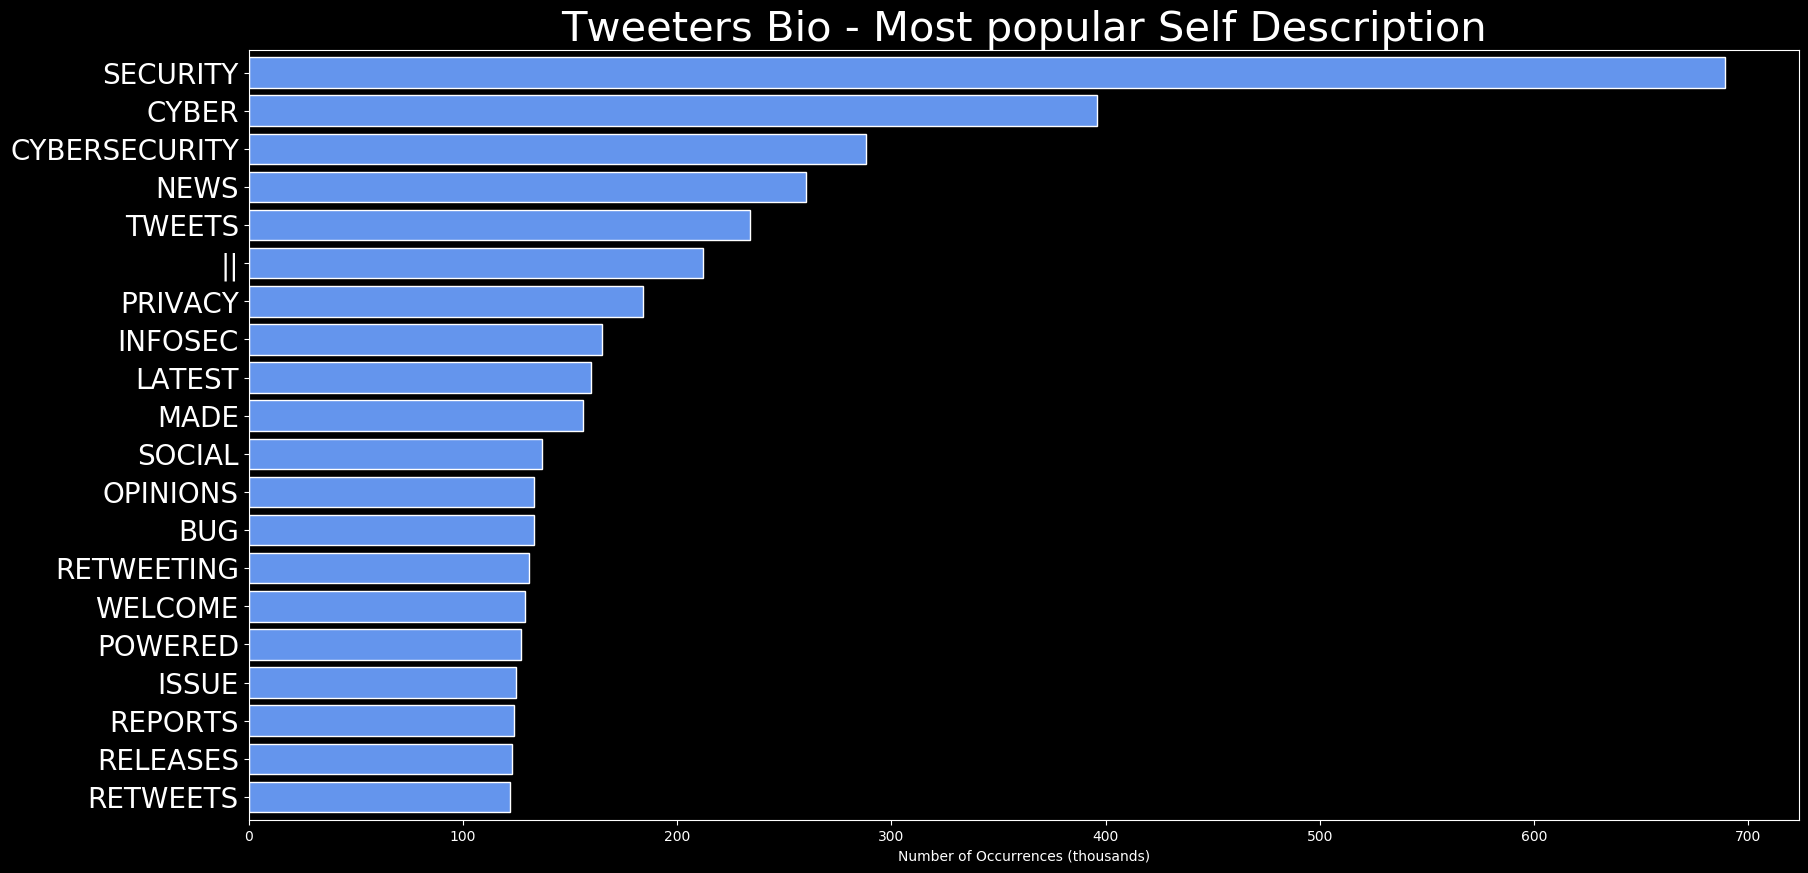 Tweeters Bio - Most popular Self Description
SECURITY
CYBER
CYBERSECURITY
NEWS
TWEETS
||
PRIVACY
INFOSEC
LATEST
MADE
SOCIAL
OPINIONS
BUG
RETWEETING
WELCOME
POWERED
ISSUE
REPORTS
RELEASES
RETWEETS
0 100 200 300 400 500 600 700
Number of Occurrences (thousands)